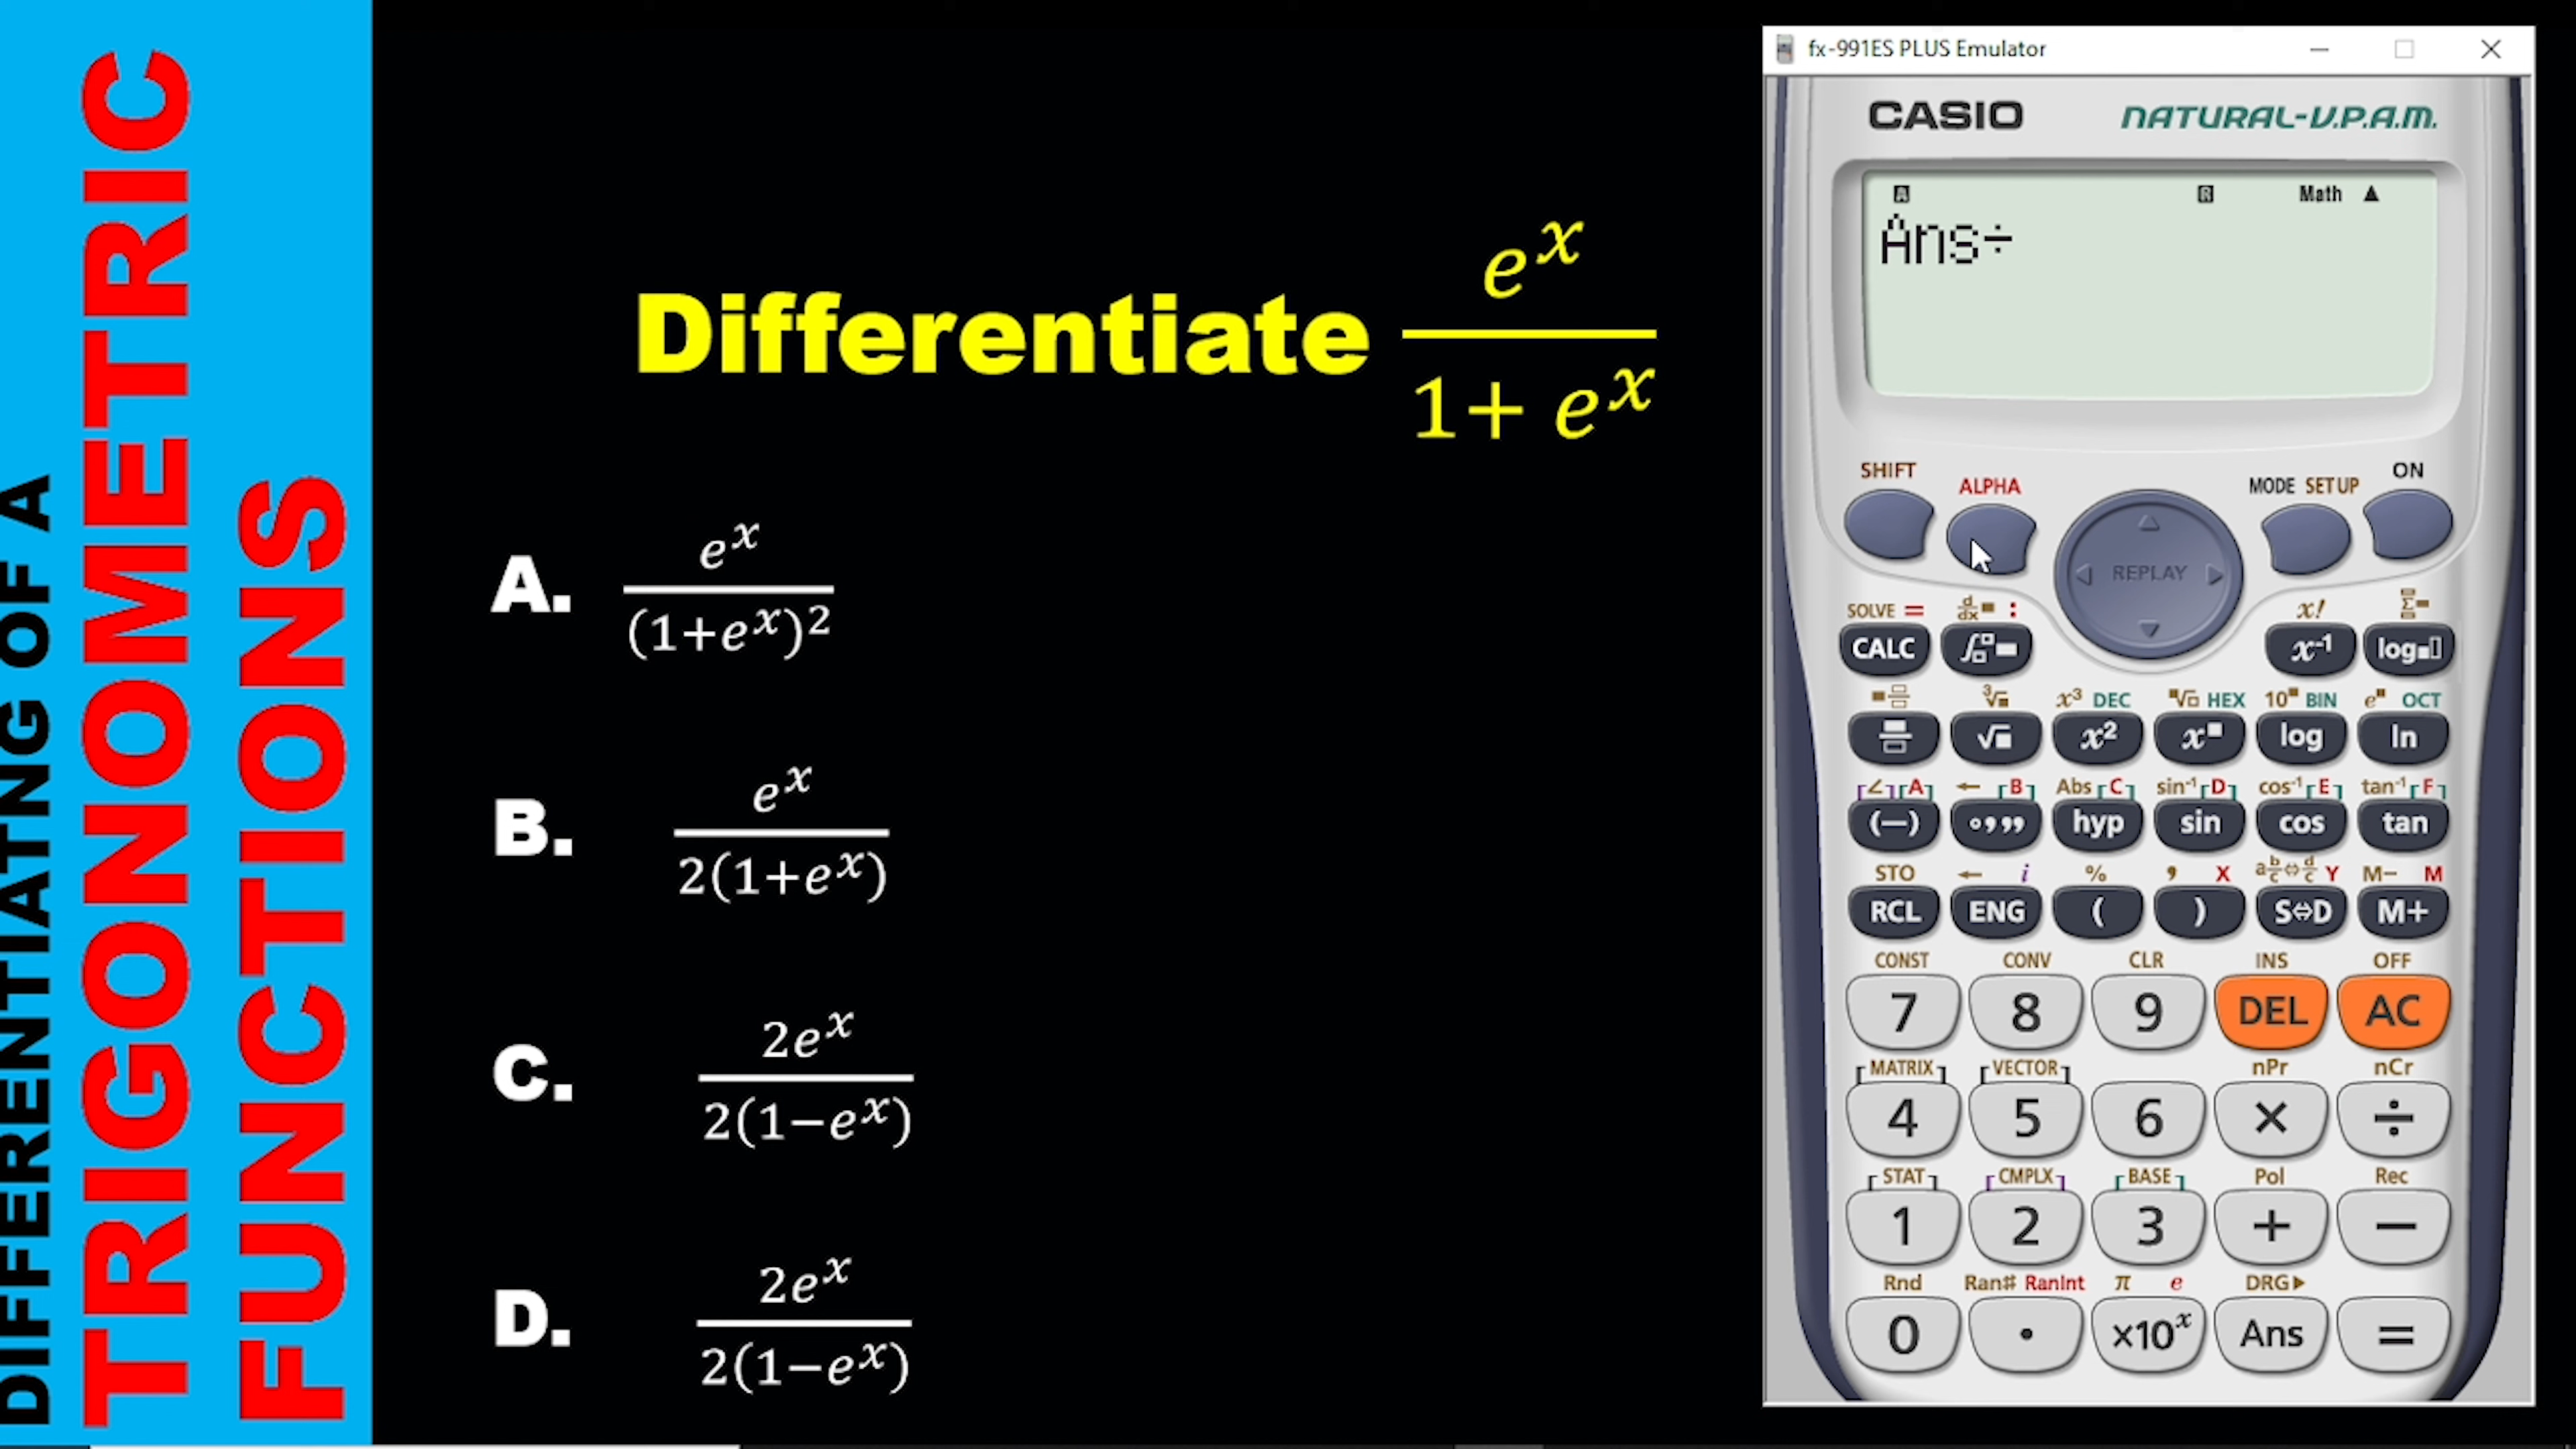 DIFFERENTIATNG OF A
TRIGONOMETRIC
FUNCTIONS
Differentiate e^x / (1+ e^x)
A. e^x / (1+e^x)^2
B. e^x / 2(1+e^x)
C. 2e^x / 2(1−e^x)
D. 2e^x / 2(1−e^x)
fx-991ES PLUS Emulator
CASIO NATURAL-V.P.A.M.
A R Math ▲
Ans÷
SHIFT ALPHA MODE SETUP ON
REPLAY
SOLVE = d/dx■ : x! Σ
CALC ∫ x^-1 log■□
■□/□ ³√■ x³ DEC ■√□ HEX 10^■ BIN e^■ OCT
√■ x² x^■ log ln
∠ A ← B Abs C sin⁻¹ D cos⁻¹ E tan⁻¹ F
(−) °,,, hyp sin cos tan
STO ← i % , X a b/c⇔d/c Y M− M
RCL ENG ( ) S⇔D M+
CONST CONV CLR INS OFF
7 8 9 DEL AC
MATRIX VECTOR nPr nCr
4 5 6 × ÷
STAT CMPLX BASE Pol Rec
1 2 3 + −
Rnd Ran# RanInt π e DRG▶
0 . ×10^x Ans =